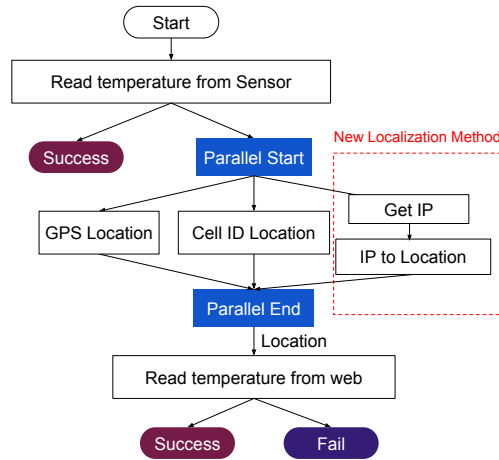 Start
Read temperature from Sensor
Success
Parallel Start
New Localization Method
GPS Location
Cell ID Location
Get IP
IP to Location
Parallel End
Location
Read temperature from web
Success
Fail